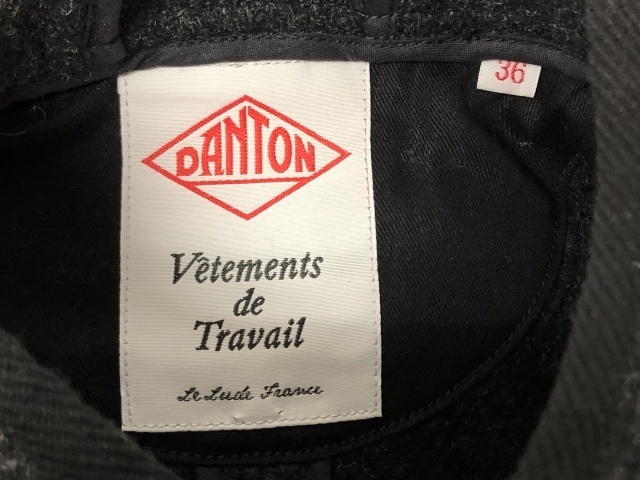 DANTON
36
Vêtements
de
Travail
Le Lude France